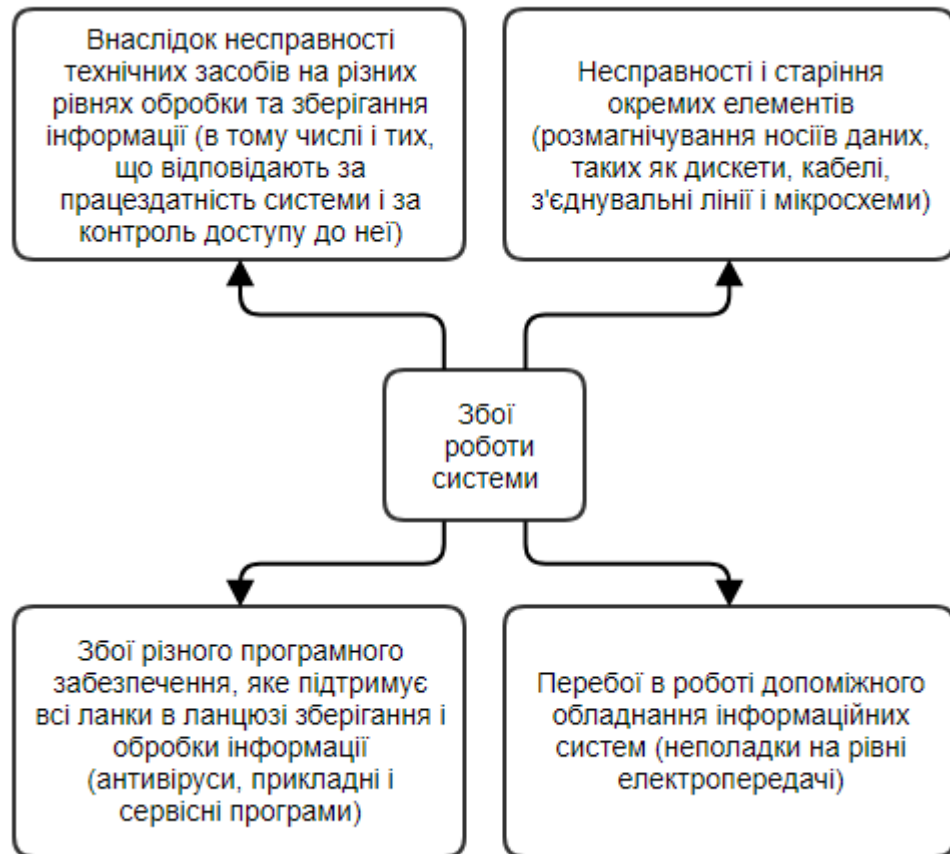 Внаслідок несправності
технічних засобів на різних
рівнях обробки та зберігання
інформації (в тому числі і тих,
що відповідають за
працездатність системи і за
контроль доступу до неї)
Несправності і старіння
окремих елементів
(розмагнічування носіїв даних,
таких як дискети, кабелі,
з'єднувальні лінії і мікросхеми)
Збої
роботи
системи
Збої різного програмного
забезпечення, яке підтримує
всі ланки в ланцюзі зберігання і
обробки інформації
(антивіруси, прикладні і
сервісні програми)
Перебої в роботі допоміжного
обладнання інформаційних
систем (неполадки на рівні
електропередачі)